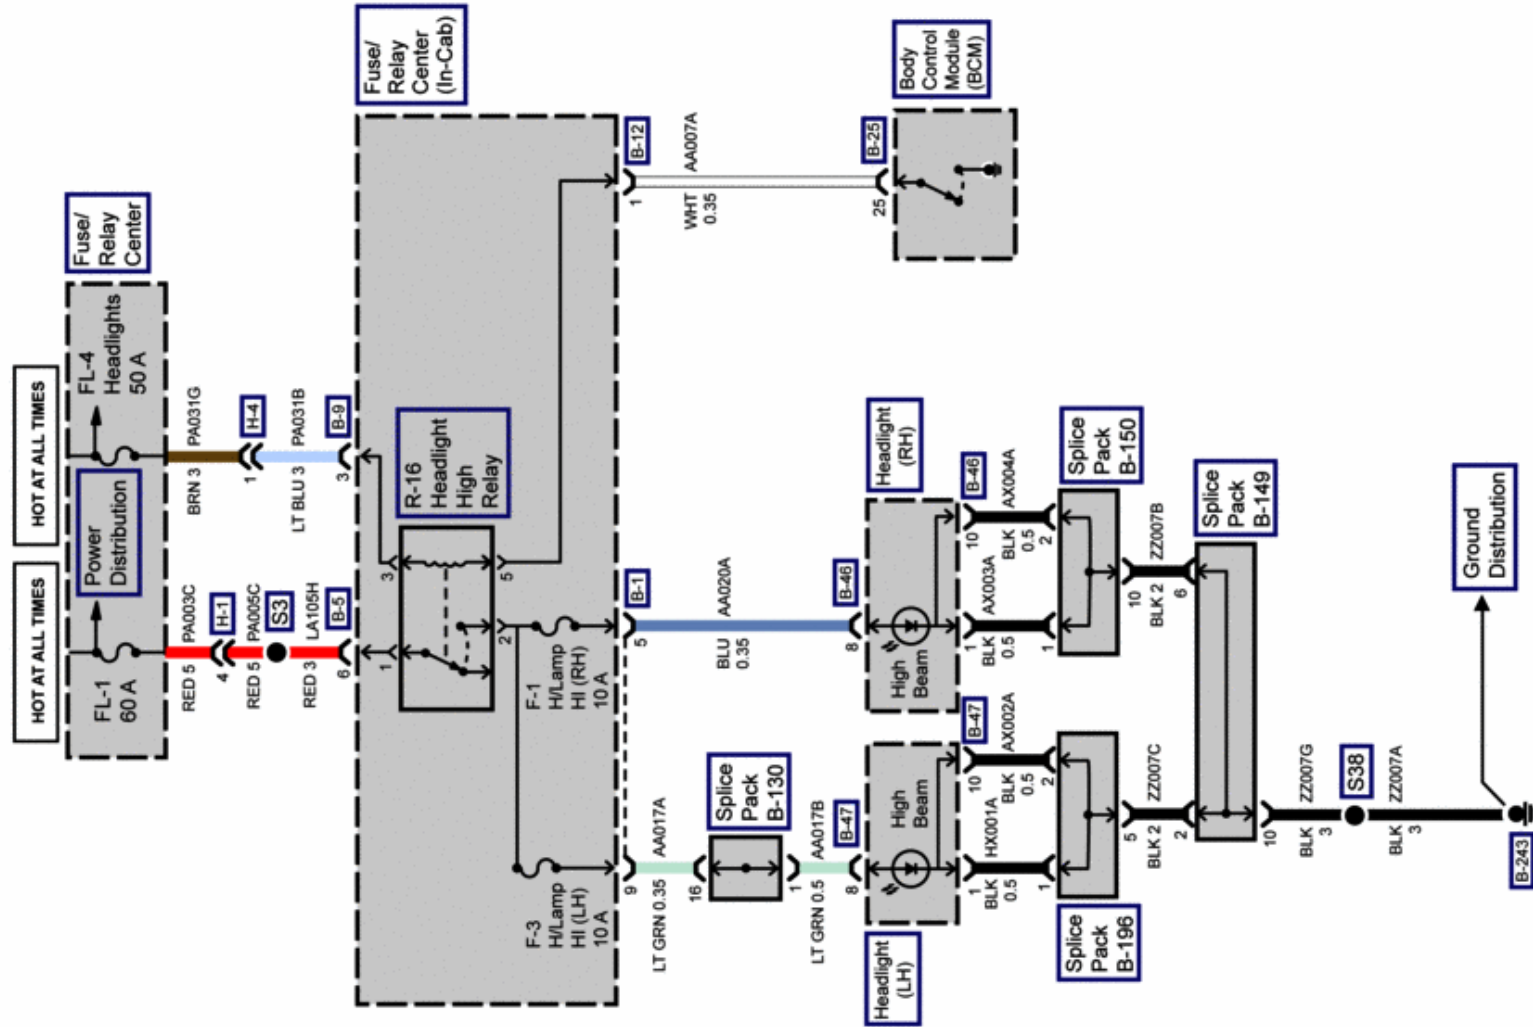 HOT AT ALL TIMES
HOT AT ALL TIMES
FL-1
60 A
Power
Distribution
FL-4
Headlights
50 A
Fuse/
Relay
Center
RED 5
PA003C
BRN 3
PA031G
4
H-1
1
H-4
RED 5
PA005C
S3
LT BLU 3
PA031B
RED 3
LA105H
6
B-5
3
B-9
Fuse/
Relay
Center
(In-Cab)
1
3
R-16
Headlight
High
Relay
2
5
F-3
H/Lamp
HI (LH)
10 A
F-1
H/Lamp
HI (RH)
10 A
9
5
B-1
1
B-12
LT GRN 0.35
AA017A
BLU
0.35
AA020A
WHT
0.35
AA007A
16
Splice
Pack
B-130
1
LT GRN 0.5
AA017B
8
B-47
8
B-46
25
B-25
Body
Control
Module
(BCM)
Headlight
(LH)
High
Beam
High
Beam
Headlight
(RH)
1
10
B-47
1
10
B-46
BLK
0.5
HX001A
BLK
0.5
AX002A
BLK
0.5
AX003A
BLK
0.5
AX004A
1
2
1
2
Splice
Pack
B-196
Splice
Pack
B-150
5
10
BLK 2
ZZ007C
BLK 2
ZZ007B
2
6
Splice
Pack
B-149
10
BLK
3
ZZ007G
S38
BLK
3
ZZ007A
Ground
Distribution
B-243